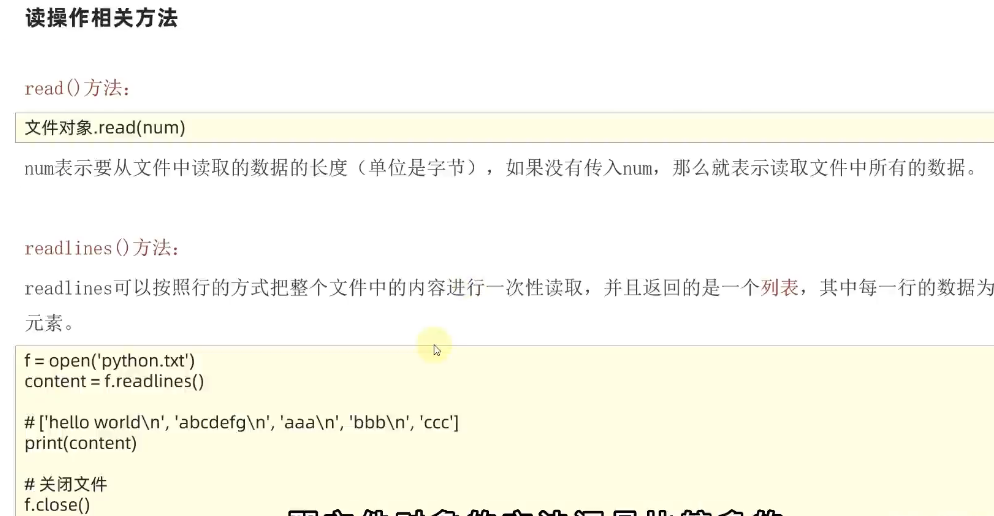 读操作相关方法
read()方法：
文件对象.read(num)
num表示要从文件中读取的数据的长度（单位是字节），如果没有传入num，那么就表示读取文件中所有的数据。
readlines()方法：
readlines可以按照行的方式把整个文件中的内容进行一次性读取，并且返回的是一个列表，其中每一行的数据为
元素。
f = open('python.txt')
content = f.readlines()
# ['hello world\n', 'abcdefg\n', 'aaa\n', 'bbb\n', 'ccc']
print(content)
# 关闭文件
f.close()